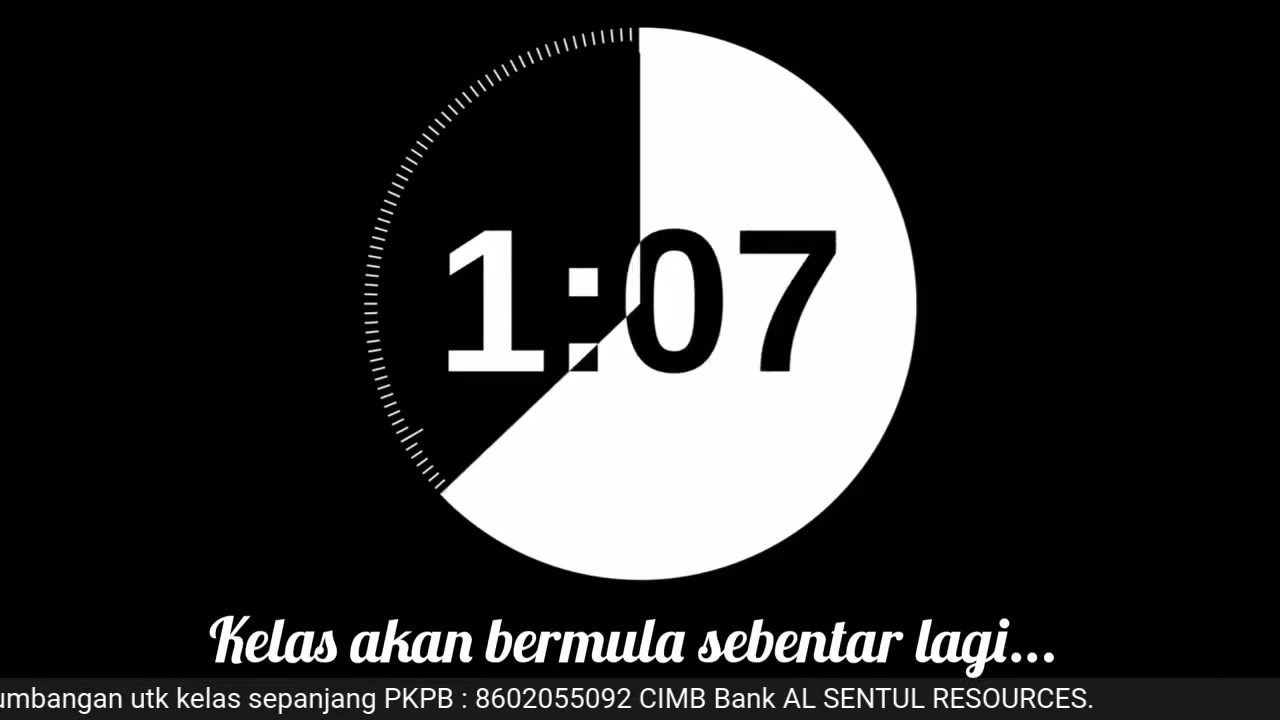 1:07
Kelas akan bermula sebentar lagi...
umbangan utk kelas sepanjang PKPB : 8602055092 CIMB Bank AL SENTUL RESOURCES.